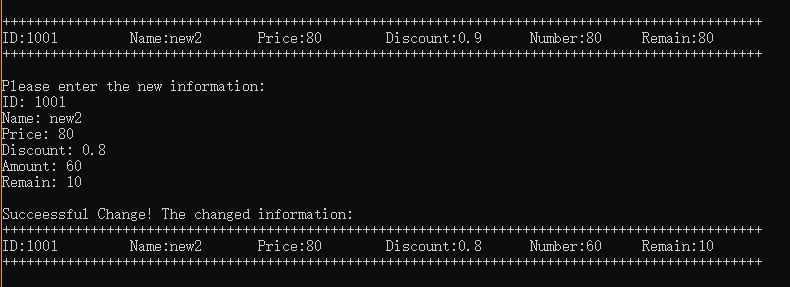 +++++++++++++++++++++++++++++++++++++++++++++++++++++++++++++++++++++++++++++++++++++++++++++++
ID:1001         Name:new2       Price:80        Discount:0.9      Number:80     Remain:80
+++++++++++++++++++++++++++++++++++++++++++++++++++++++++++++++++++++++++++++++++++++++++++++++
Please enter the new information:
ID: 1001
Name: new2
Price: 80
Discount: 0.8
Amount: 60
Remain: 10
Succeessful Change! The changed information:
+++++++++++++++++++++++++++++++++++++++++++++++++++++++++++++++++++++++++++++++++++++++++++++++
ID:1001         Name:new2       Price:80        Discount:0.8      Number:60     Remain:10
+++++++++++++++++++++++++++++++++++++++++++++++++++++++++++++++++++++++++++++++++++++++++++++++